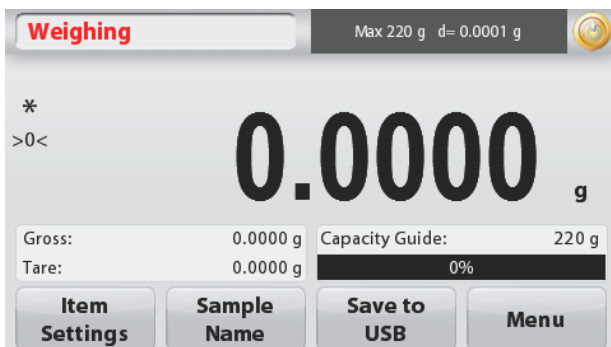 Weighing
Max 220 g d= 0.0001 g
*
>0<
0.0000 g
Gross: 0.0000 g
Tare: 0.0000 g
Capacity Guide: 220 g
0%
Item
Settings
Sample
Name
Save to
USB
Menu